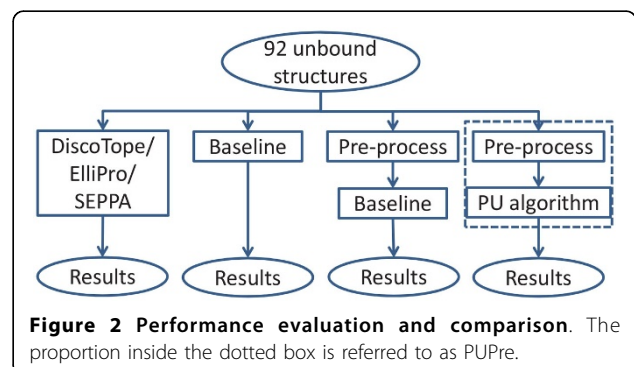 92 unbound
structures
DiscoTope/
ElliPro/
SEPPA
Baseline
Pre-process
Pre-process
Baseline
PU algorithm
Results
Results
Results
Results
Figure 2 Performance evaluation and comparison. The
proportion inside the dotted box is referred to as PUPre.